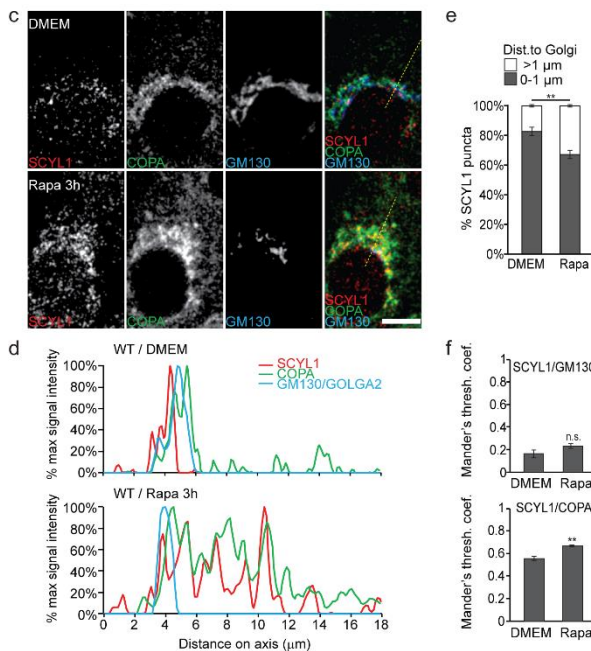 c
DMEM
SCYL1
COPA
GM130
SCYL1
COPA
GM130
Rapa 3h
SCYL1
COPA
GM130
SCYL1
COPA
GM130
e
Dist.to Golgi
>1 µm
0-1 µm
**
100%
80%
60%
40%
20%
0%
% SCYL1 puncta
DMEM Rapa
d
WT / DMEM
SCYL1
COPA
GM130/GOLGA2
100%
80%
60%
40%
20%
0%
% max signal intensity
WT / Rapa 3h
100%
80%
60%
40%
20%
0%
% max signal intensity
0 2 4 6 8 10 12 14 16 18
Distance on axis (µm)
f
SCYL1/GM130
1
0.8
0.6
0.4
0.2
0
Mander's thresh. coef.
n.s.
DMEM Rapa
SCYL1/COPA
1
0.8
0.6
0.4
0.2
0
Mander's thresh. coef.
**
DMEM Rapa